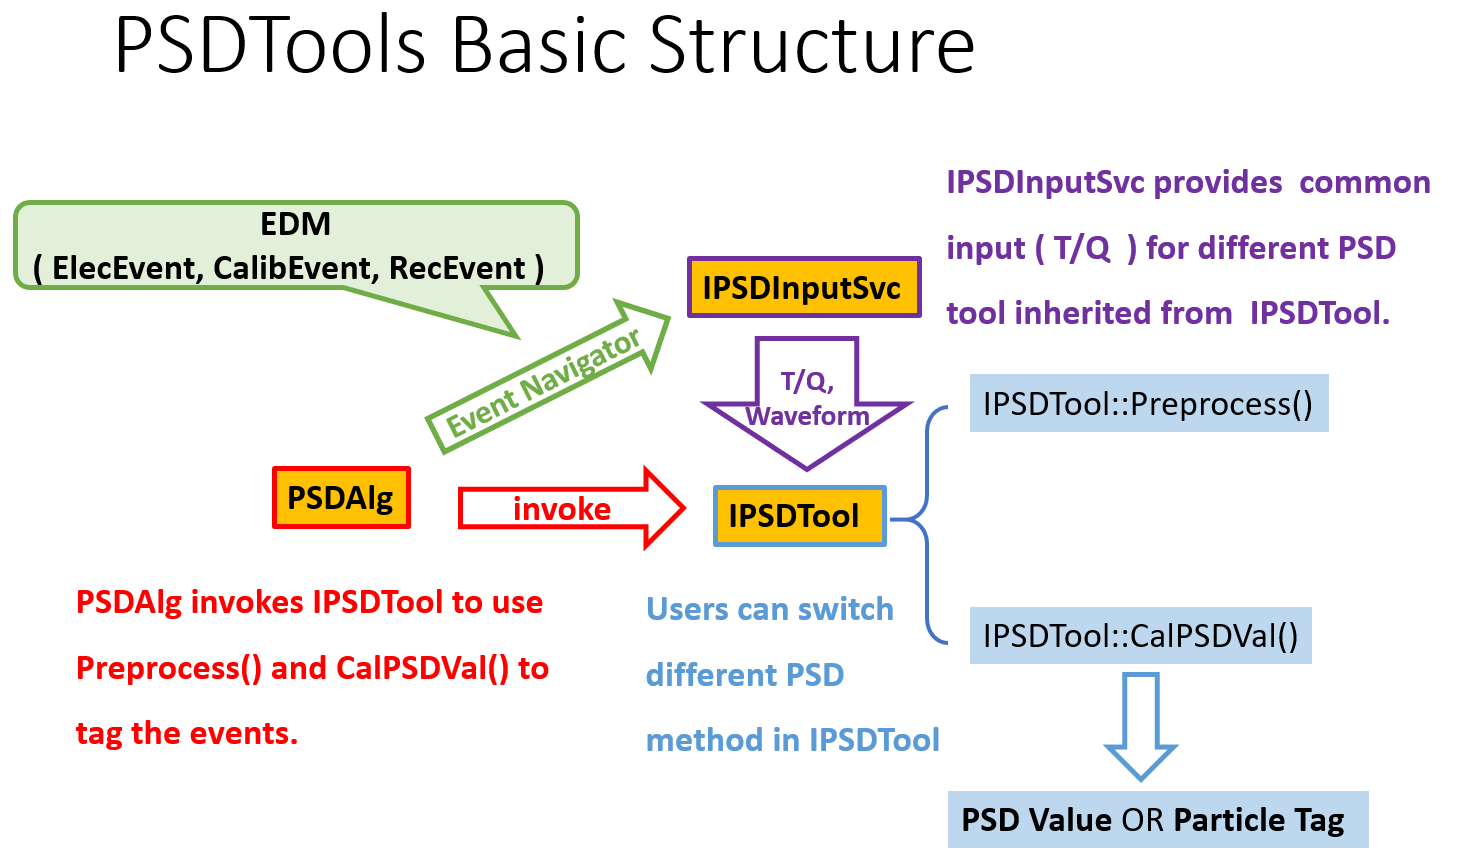 PSDTools Basic Structure
EDM
( ElecEvent, CalibEvent, RecEvent )
IPSDInputSvc provides  common
input ( T/Q  ) for different PSD
tool inherited from  IPSDTool.
IPSDInputSvc
Event Navigator
T/Q,
Waveform
IPSDTool::Preprocess()
PSDAlg
invoke
IPSDTool
PSDAlg invokes IPSDTool to use
Preprocess() and CalPSDVal() to
tag the events.
Users can switch
different PSD
method in IPSDTool
IPSDTool::CalPSDVal()
PSD Value OR Particle Tag